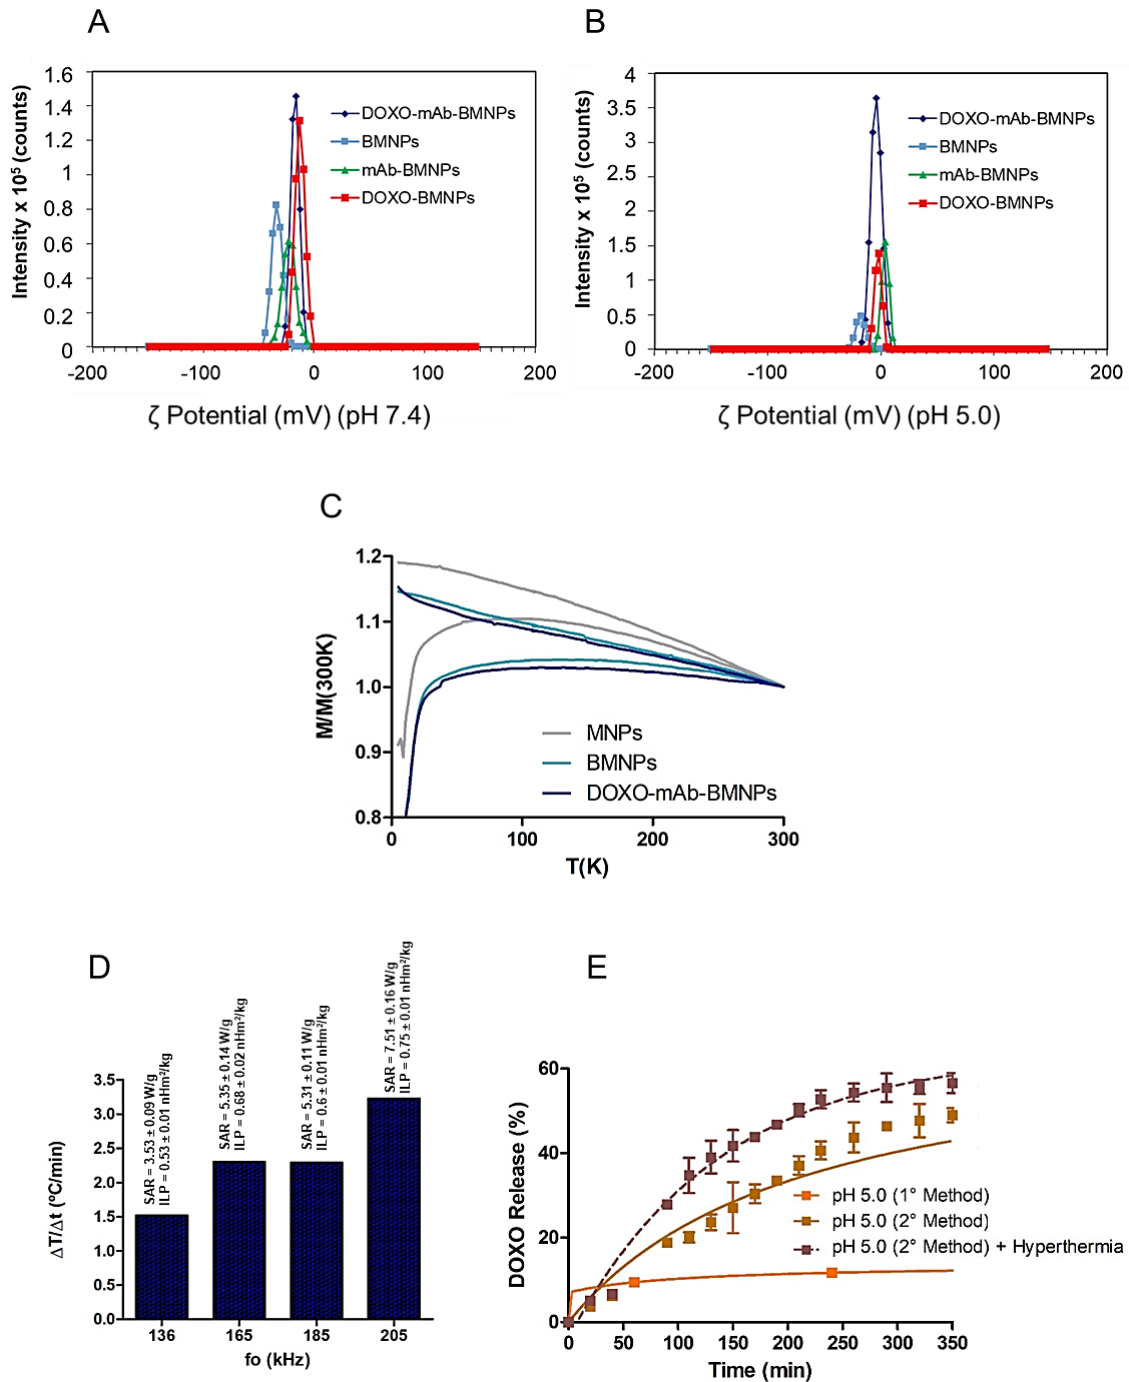 A
Intensity x 10⁵ (counts)
1.6
1.4
1.2
1
0.8
0.6
0.4
0.2
0
-200
-100
0
100
200
DOXO-mAb-BMNPs
BMNPs
mAb-BMNPs
DOXO-BMNPs
ζ Potential (mV) (pH 7.4)
B
Intensity x 10⁵ (counts)
4
3.5
3
2.5
2
1.5
1
0.5
0
-200
-100
0
100
200
DOXO-mAb-BMNPs
BMNPs
mAb-BMNPs
DOXO-BMNPs
ζ Potential (mV) (pH 5.0)
C
M/M(300K)
1.2
1.1
1.0
0.9
0.8
0
100
200
300
MNPs
BMNPs
DOXO-mAb-BMNPs
T(K)
D
ΔT/Δt (ºC/min)
3.5
3.0
2.5
2.0
1.5
1.0
0.5
0.0
SAR = 3.53 ± 0.09 W/g
ILP = 0.53 ± 0.01 nHm²/kg
SAR = 5.35 ± 0.14 W/g
ILP = 0.68 ± 0.02 nHm²/kg
SAR = 5.31 ± 0.11 W/g
ILP = 0.6 ± 0.01 nHm²/kg
SAR = 7.51 ± 0.16 W/g
ILP = 0.75 ± 0.01 nHm²/kg
136
165
185
205
fo (kHz)
E
DOXO Release (%)
60
40
20
0
0
50
100
150
200
250
300
350
pH 5.0 (1° Method)
pH 5.0 (2° Method)
pH 5.0 (2° Method) + Hyperthermia
Time (min)